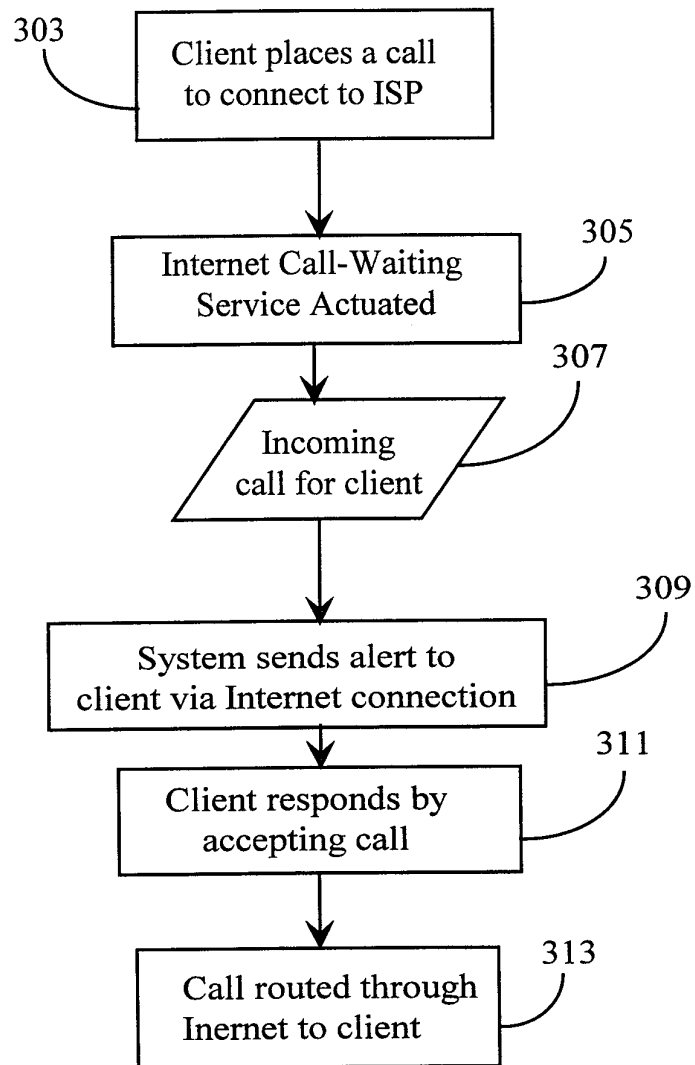 303
Client places a call
to connect to ISP
305
Internet Call-Waiting
Service Actuated
307
Incoming
call for client
309
System sends alert to
client via Internet connection
311
Client responds by
accepting call
313
Call routed through
Inernet to client